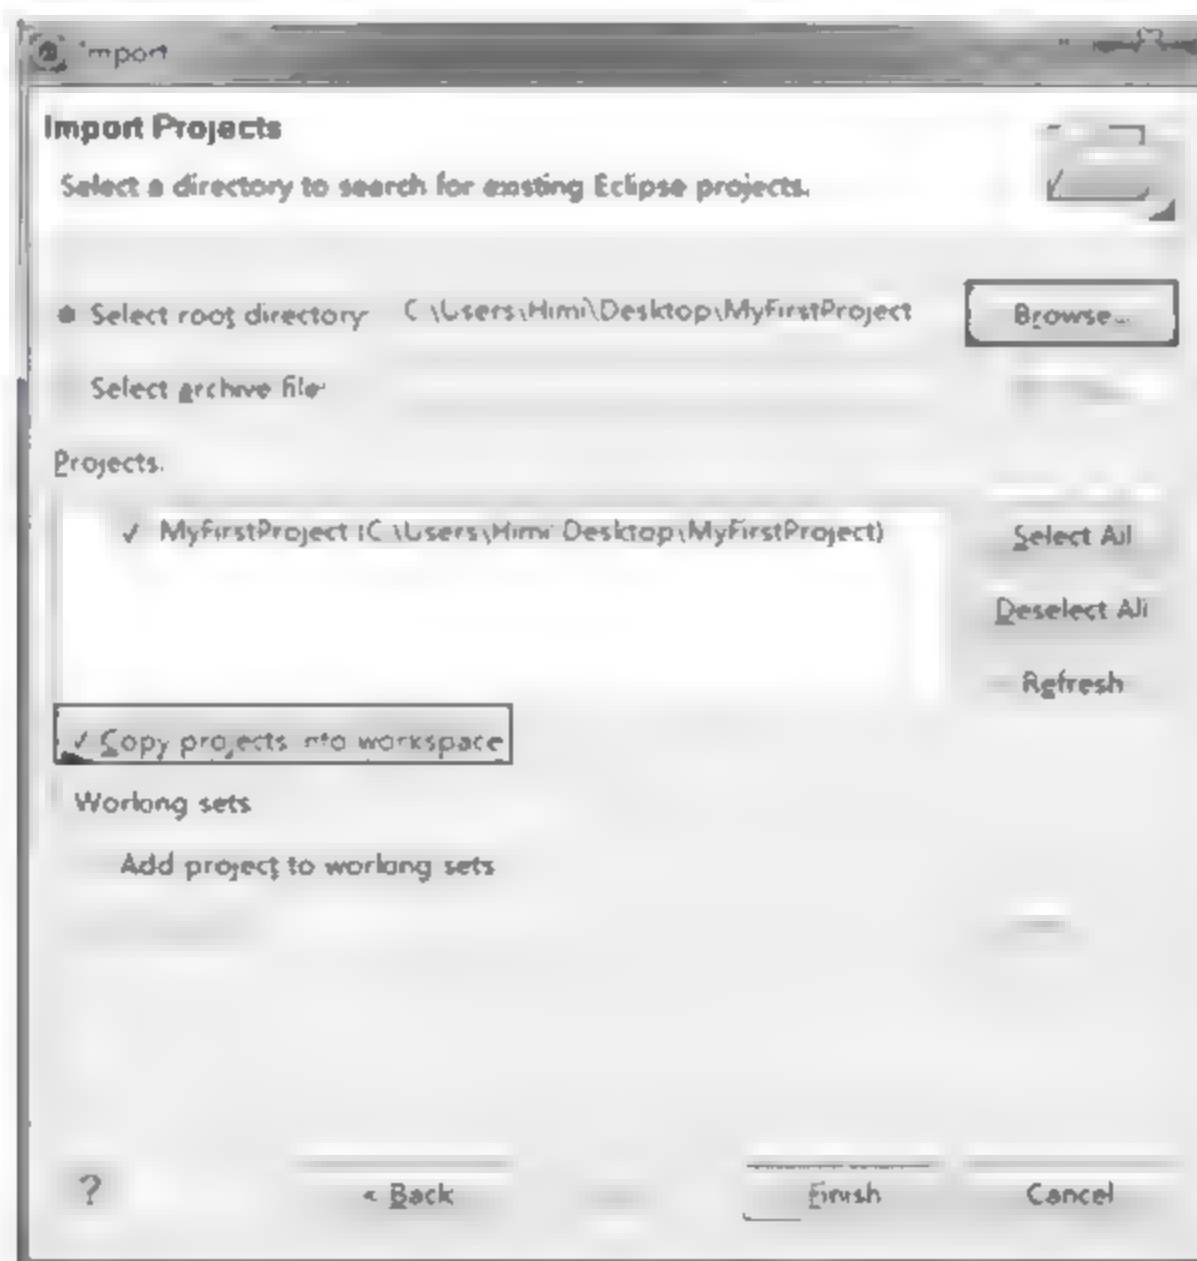 Import
Import Projects
Select a directory to search for existing Eclipse projects.
Select root directory: C:\Users\Himi\Desktop\MyFirstProject Browse...
Select archive file:
Projects:
MyFirstProject (C:\Users\Himi\Desktop\MyFirstProject) Select All
Deselect All
Refresh
Copy projects into workspace
Working sets
Add project to working sets
? < Back Finish Cancel